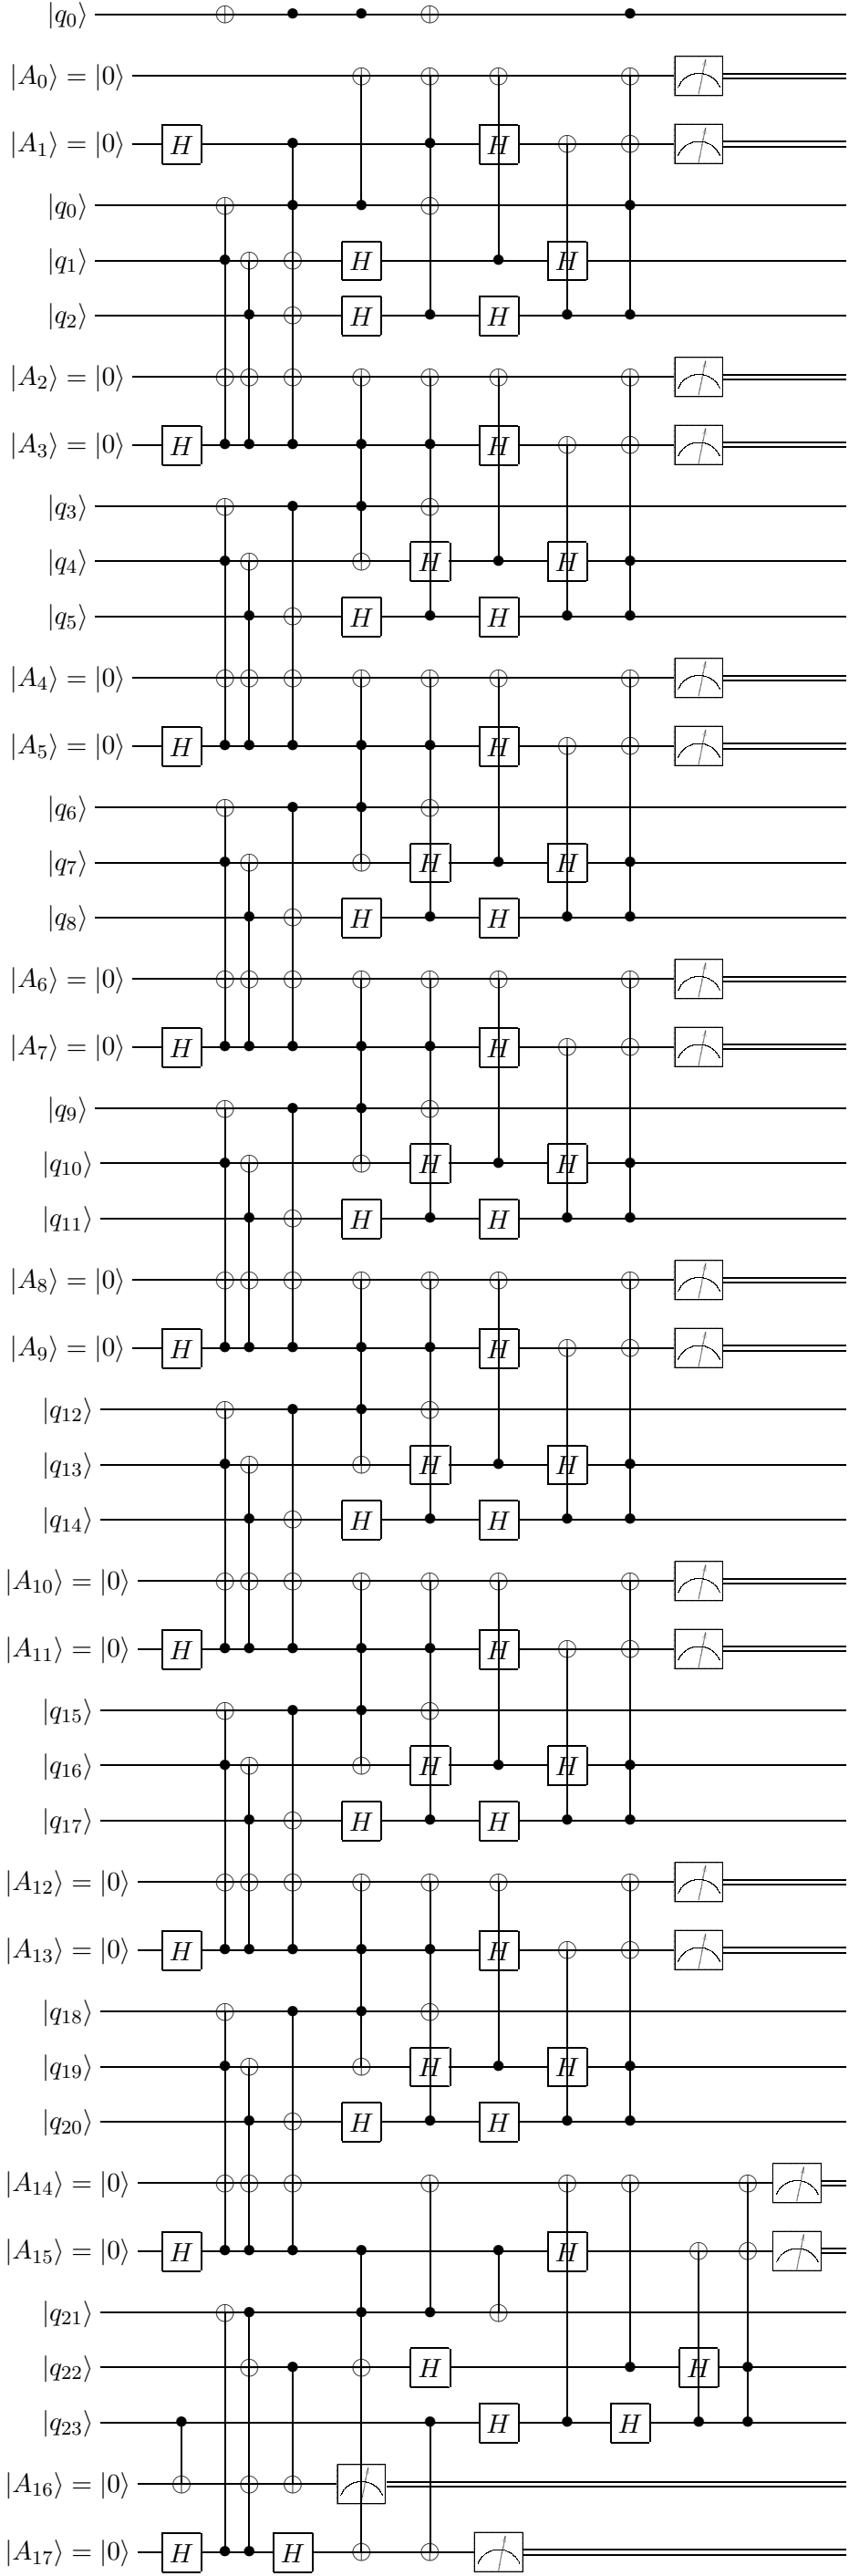 |q₀⟩
|A₀⟩ = |0⟩
|A₁⟩ = |0⟩ H H
|q₀⟩
|q₁⟩ H H
|q₂⟩ H H
|A₂⟩ = |0⟩
|A₃⟩ = |0⟩ H H
|q₃⟩
|q₄⟩ H H
|q₅⟩ H H
|A₄⟩ = |0⟩
|A₅⟩ = |0⟩ H H
|q₆⟩
|q₇⟩ H H
|q₈⟩ H H
|A₆⟩ = |0⟩
|A₇⟩ = |0⟩ H H
|q₉⟩
|q₁₀⟩ H H
|q₁₁⟩ H H
|A₈⟩ = |0⟩
|A₉⟩ = |0⟩ H H
|q₁₂⟩
|q₁₃⟩ H H
|q₁₄⟩ H H
|A₁₀⟩ = |0⟩
|A₁₁⟩ = |0⟩ H H
|q₁₅⟩
|q₁₆⟩ H H
|q₁₇⟩ H H
|A₁₂⟩ = |0⟩
|A₁₃⟩ = |0⟩ H H
|q₁₈⟩
|q₁₉⟩ H H
|q₂₀⟩ H H
|A₁₄⟩ = |0⟩
|A₁₅⟩ = |0⟩ H H
|q₂₁⟩
|q₂₂⟩ H H
|q₂₃⟩ H H
|A₁₆⟩ = |0⟩
|A₁₇⟩ = |0⟩ H H